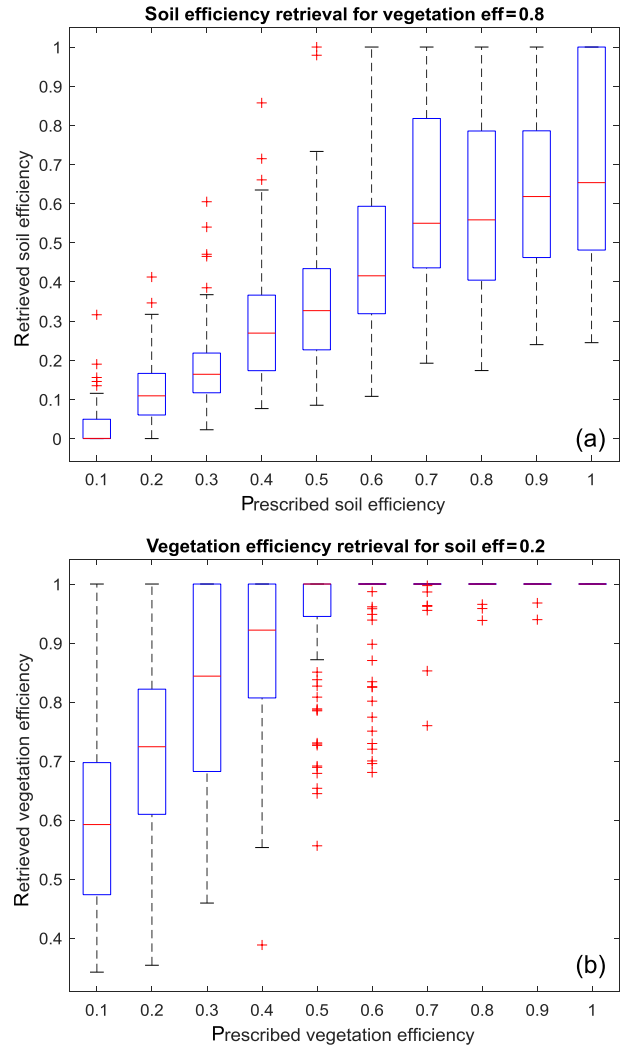 Soil efficiency retrieval for vegetation eff=0.8
1
0.9
0.8
0.7
0.6
0.5
0.4
0.3
0.2
0.1
0
Retrieved soil efficiency
(a)
0.1 0.2 0.3 0.4 0.5 0.6 0.7 0.8 0.9 1
Prescribed soil efficiency
Vegetation efficiency retrieval for soil eff=0.2
1
0.9
0.8
0.7
0.6
0.5
0.4
Retrieved vegetation efficiency
(b)
0.1 0.2 0.3 0.4 0.5 0.6 0.7 0.8 0.9 1
Prescribed vegetation efficiency